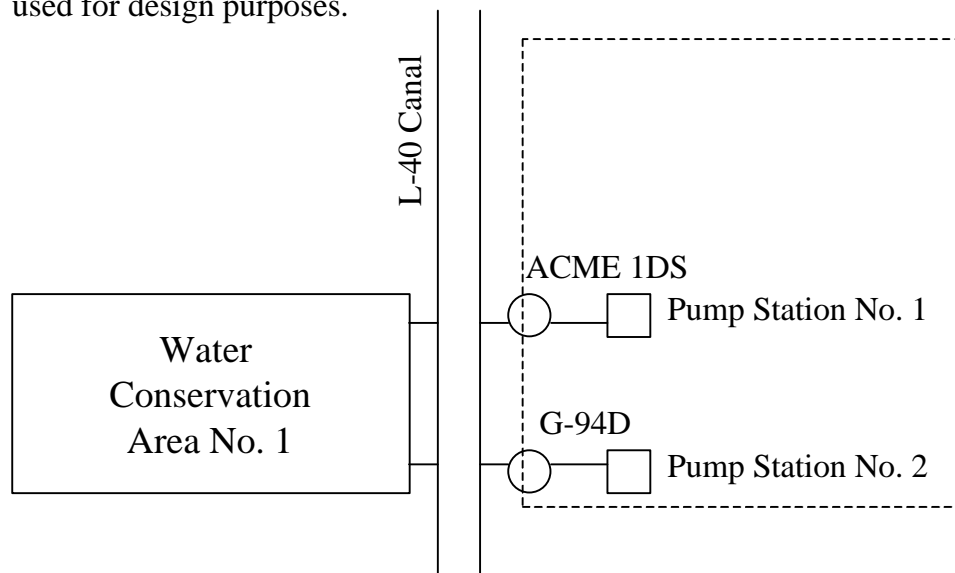 used for design purposes.
L-40 Canal
ACME 1DS
Pump Station No. 1
Water
Conservation
Area No. 1
G-94D
Pump Station No. 2